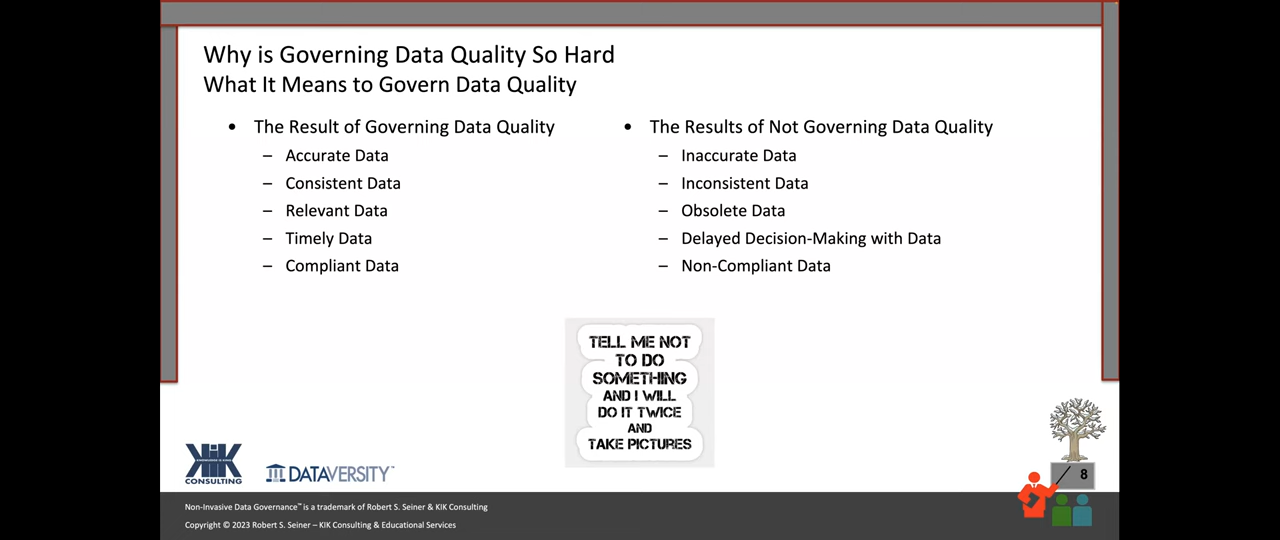 Why is Governing Data Quality So Hard
What It Means to Govern Data Quality
• The Result of Governing Data Quality
– Accurate Data
– Consistent Data
– Relevant Data
– Timely Data
– Compliant Data
• The Results of Not Governing Data Quality
– Inaccurate Data
– Inconsistent Data
– Obsolete Data
– Delayed Decision-Making with Data
– Non-Compliant Data
TELL ME NOT
TO DO
SOMETHING
AND I WILL
DO IT TWICE
AND
TAKE PICTURES
KIK
CONSULTING
DATAVERSITY™
8
Non-Invasive Data Governance™ is a trademark of Robert S. Seiner & KIK Consulting
Copyright © 2023 Robert S. Seiner – KIK Consulting & Educational Services